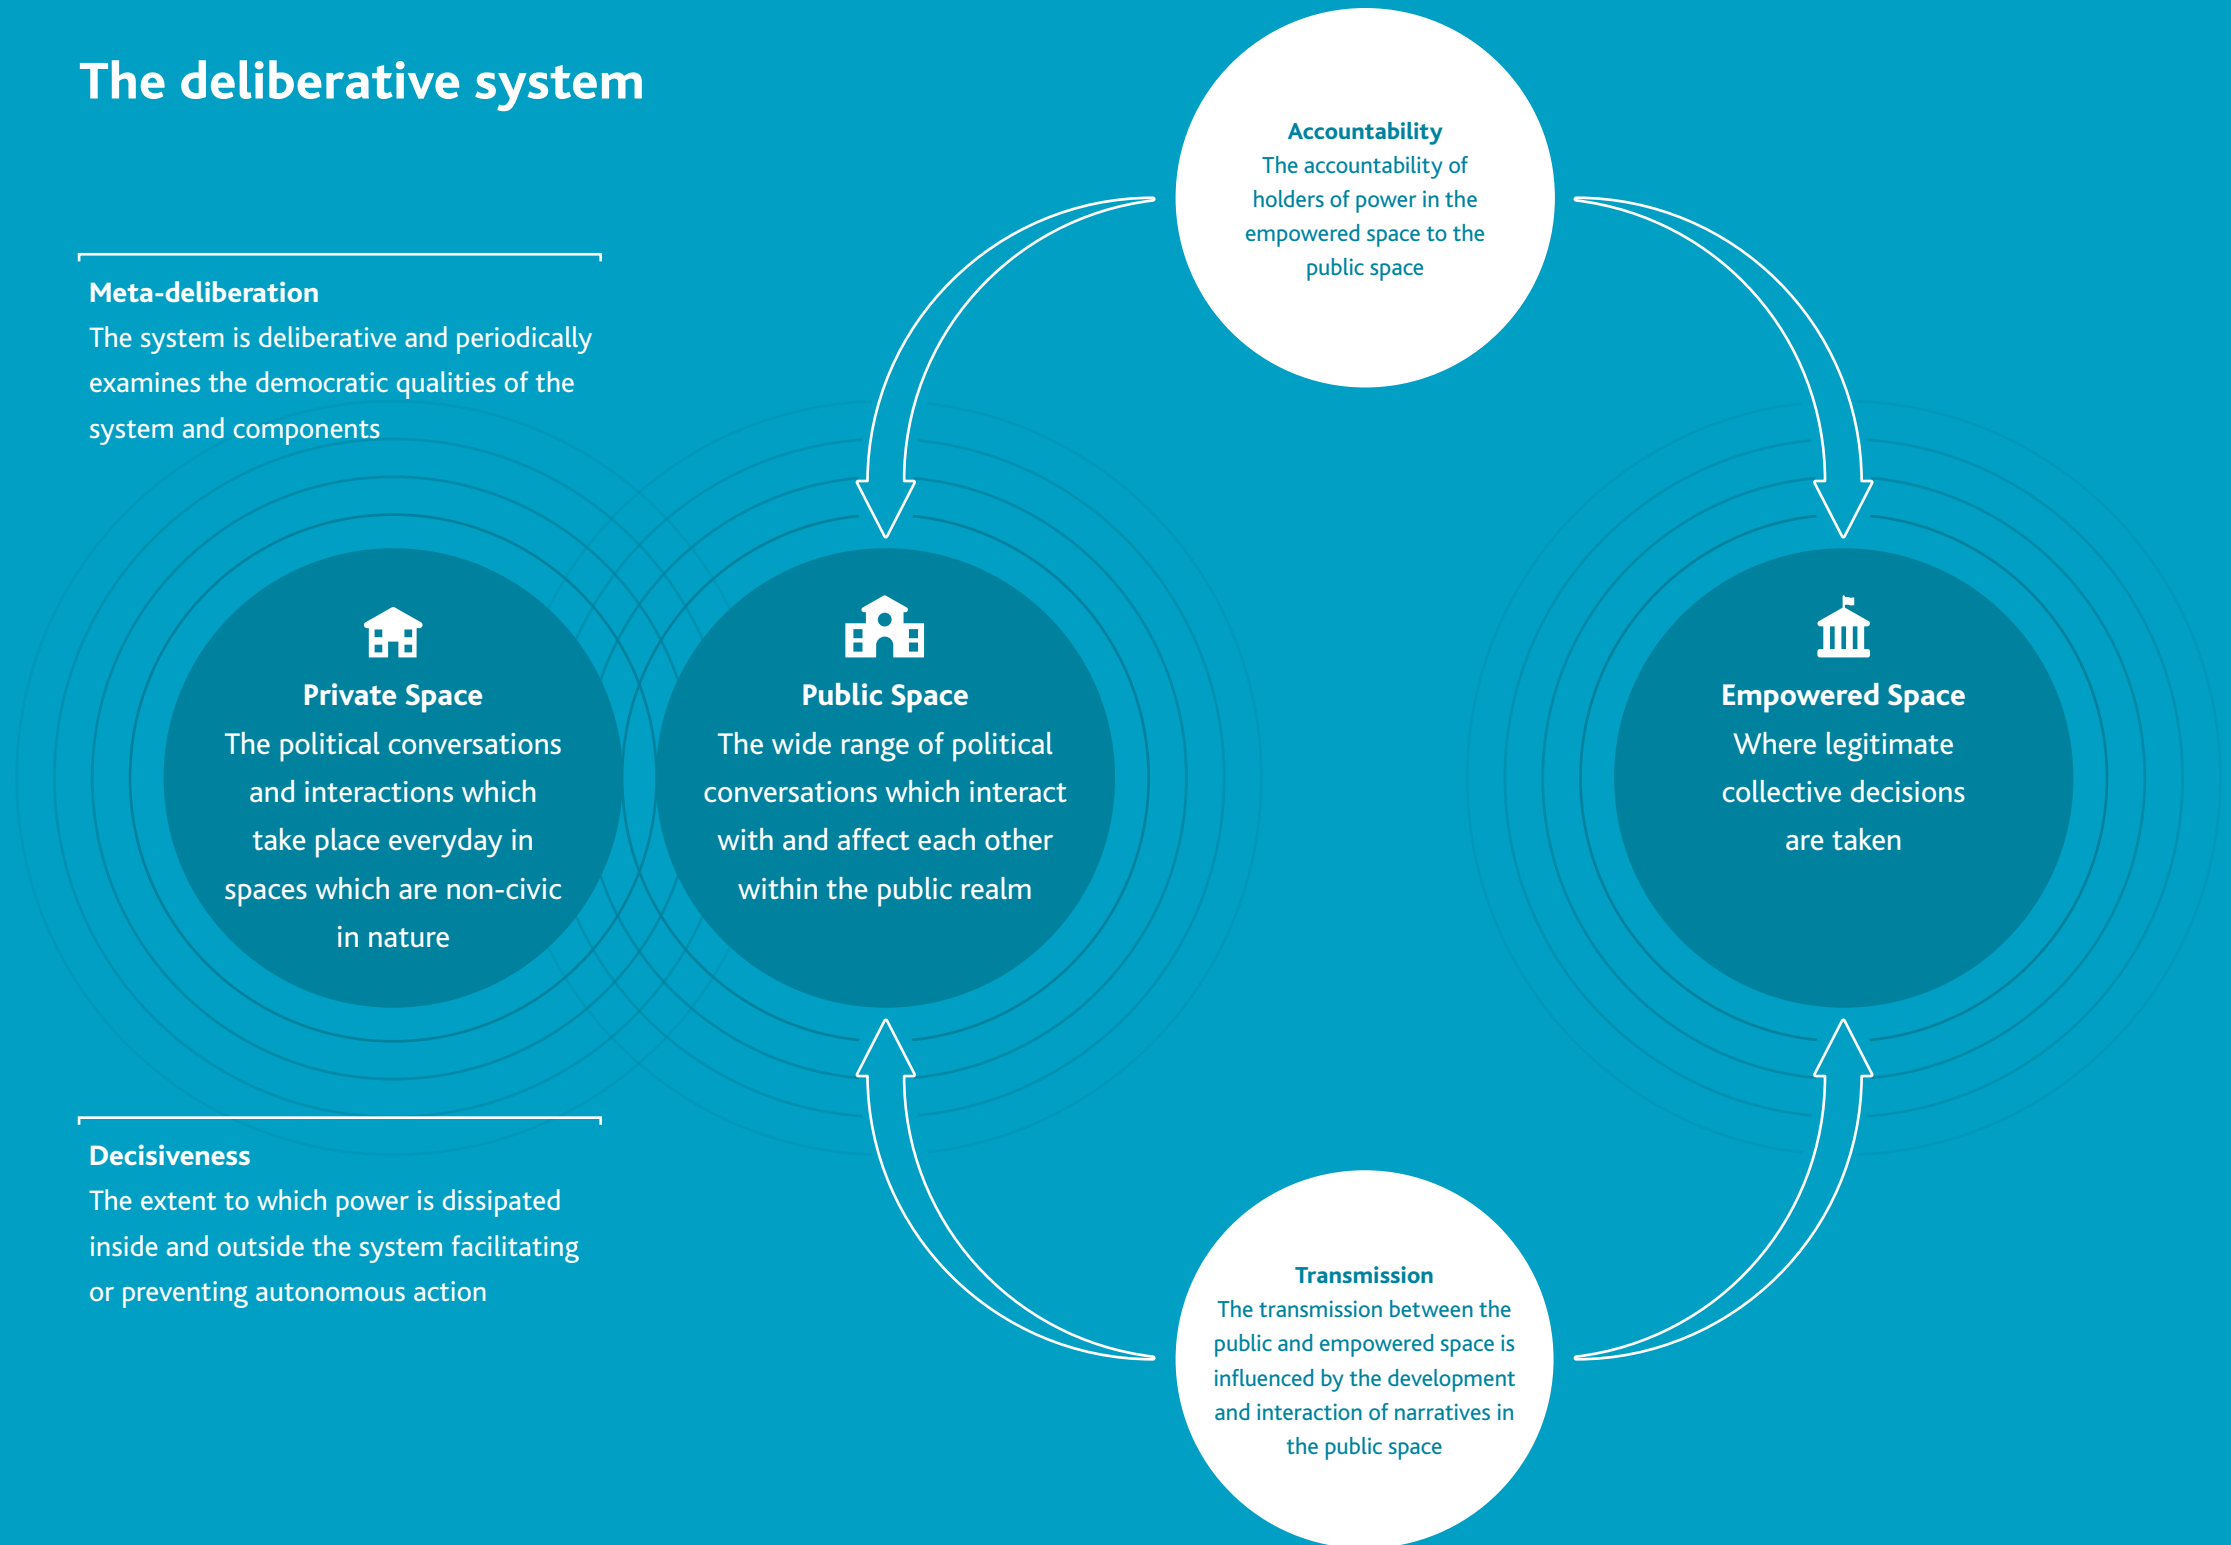 The deliberative system
Accountability
The accountability of
holders of power in the
empowered space to the
public space
Meta-deliberation
The system is deliberative and periodically
examines the democratic qualities of the
system and components
Private Space
The political conversations
and interactions which
take place everyday in
spaces which are non-civic
in nature
Public Space
The wide range of political
conversations which interact
with and affect each other
within the public realm
Empowered Space
Where legitimate
collective decisions
are taken
Decisiveness
The extent to which power is dissipated
inside and outside the system facilitating
or preventing autonomous action
Transmission
The transmission between the
public and empowered space is
influenced by the development
and interaction of narratives in
the public space